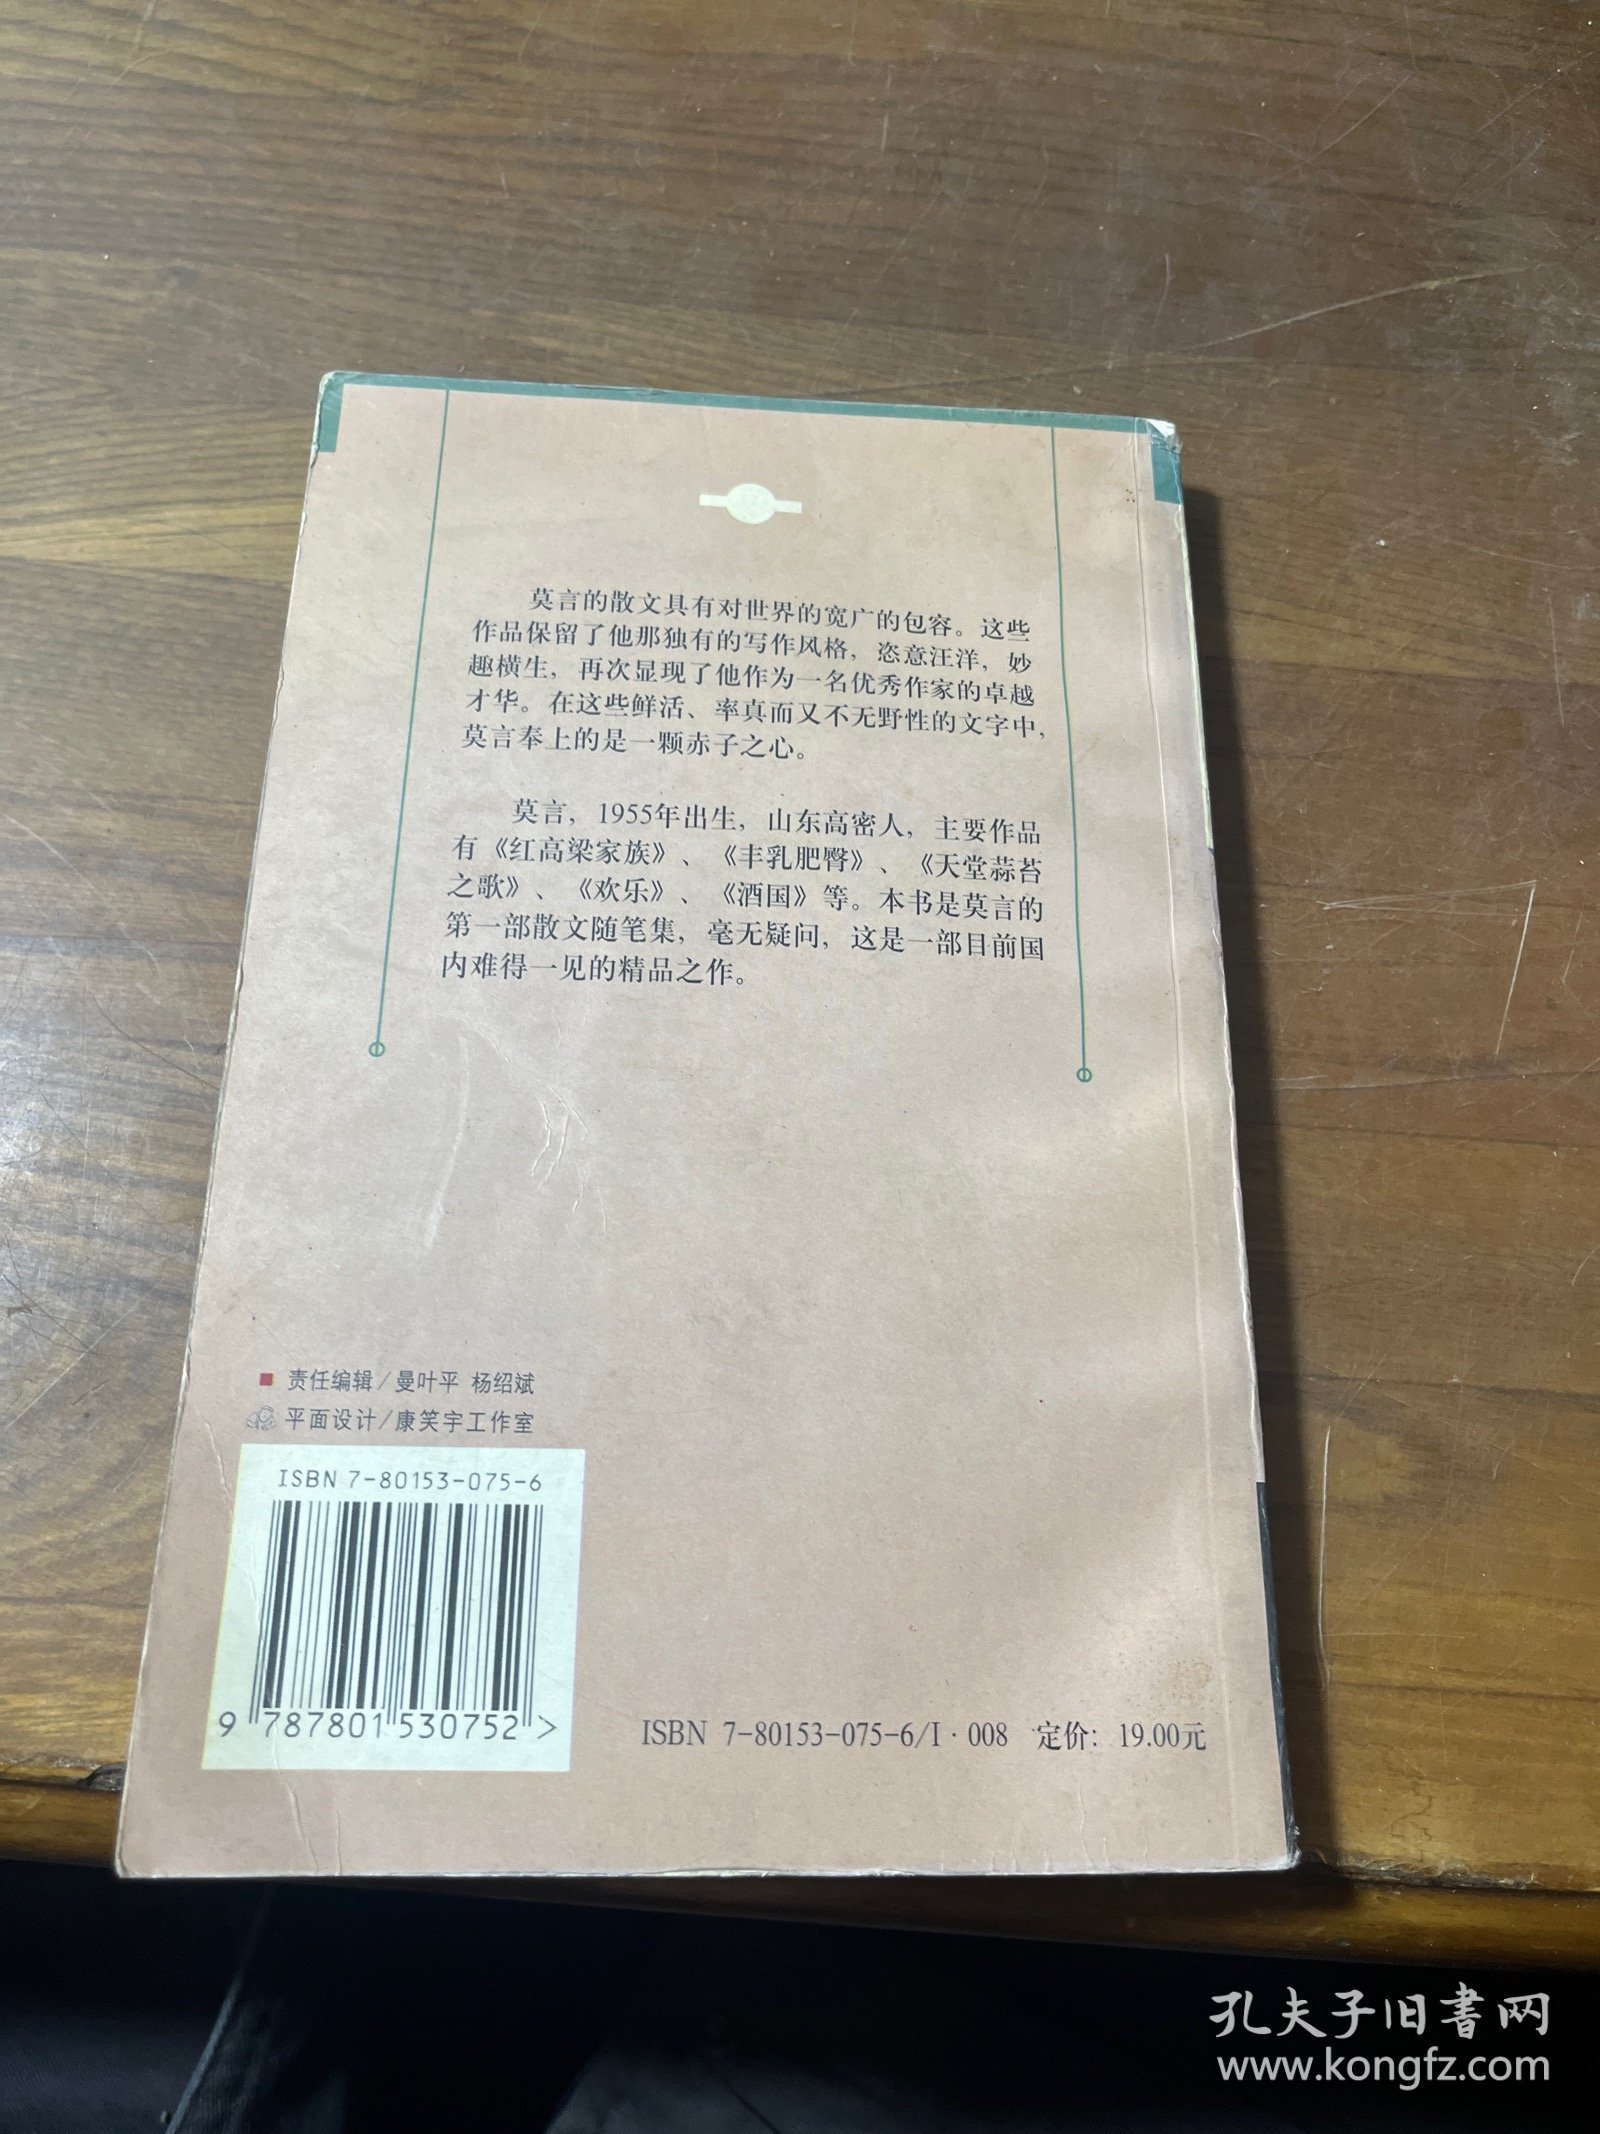 莫言的散文具有对世界的宽广的包容。这些
作品保留了他那独有的写作风格，恣意汪洋，妙
趣横生，再次显现了他作为一名优秀作家的卓越
才华。在这些鲜活、率真而又不无野性的文字中，
莫言奉上的是一颗赤子之心。
莫言，1955年出生，山东高密人，主要作品
有《红高梁家族》、《丰乳肥臀》、《天堂蒜苔
之歌》、《欢乐》、《酒国》等。本书是莫言的
第一部散文随笔集，毫无疑问，这是一部目前国
内难得一见的精品之作。
责任编辑/曼叶平 杨绍斌
平面设计/康笑宇工作室
ISBN 7-80153-075-6
9 787801 530752 >
ISBN 7-80153-075-6/I·008 定价：19.00元
孔夫子旧書网
www.kongfz.com